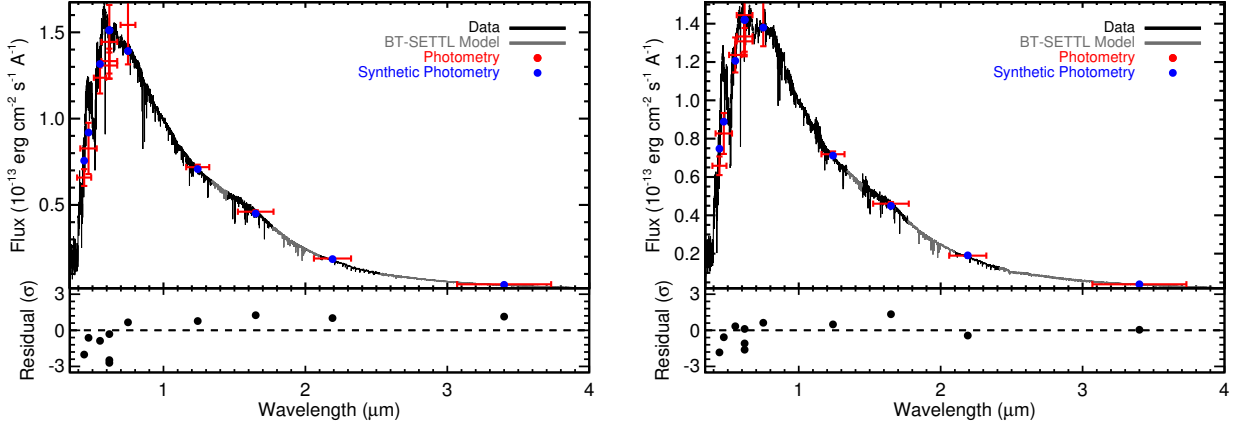 Flux (10-13 erg cm-2 s-1 A-1)
1.5
1.0
0.5
Data
BT-SETTL Model
Photometry
Synthetic Photometry
Residual (σ)
3
0
-3
1
2
3
4
Wavelength (μm)
Flux (10-13 erg cm-2 s-1 A-1)
1.4
1.2
1.0
0.8
0.6
0.4
0.2
Data
BT-SETTL Model
Photometry
Synthetic Photometry
Residual (σ)
3
0
-3
1
2
3
4
Wavelength (μm)